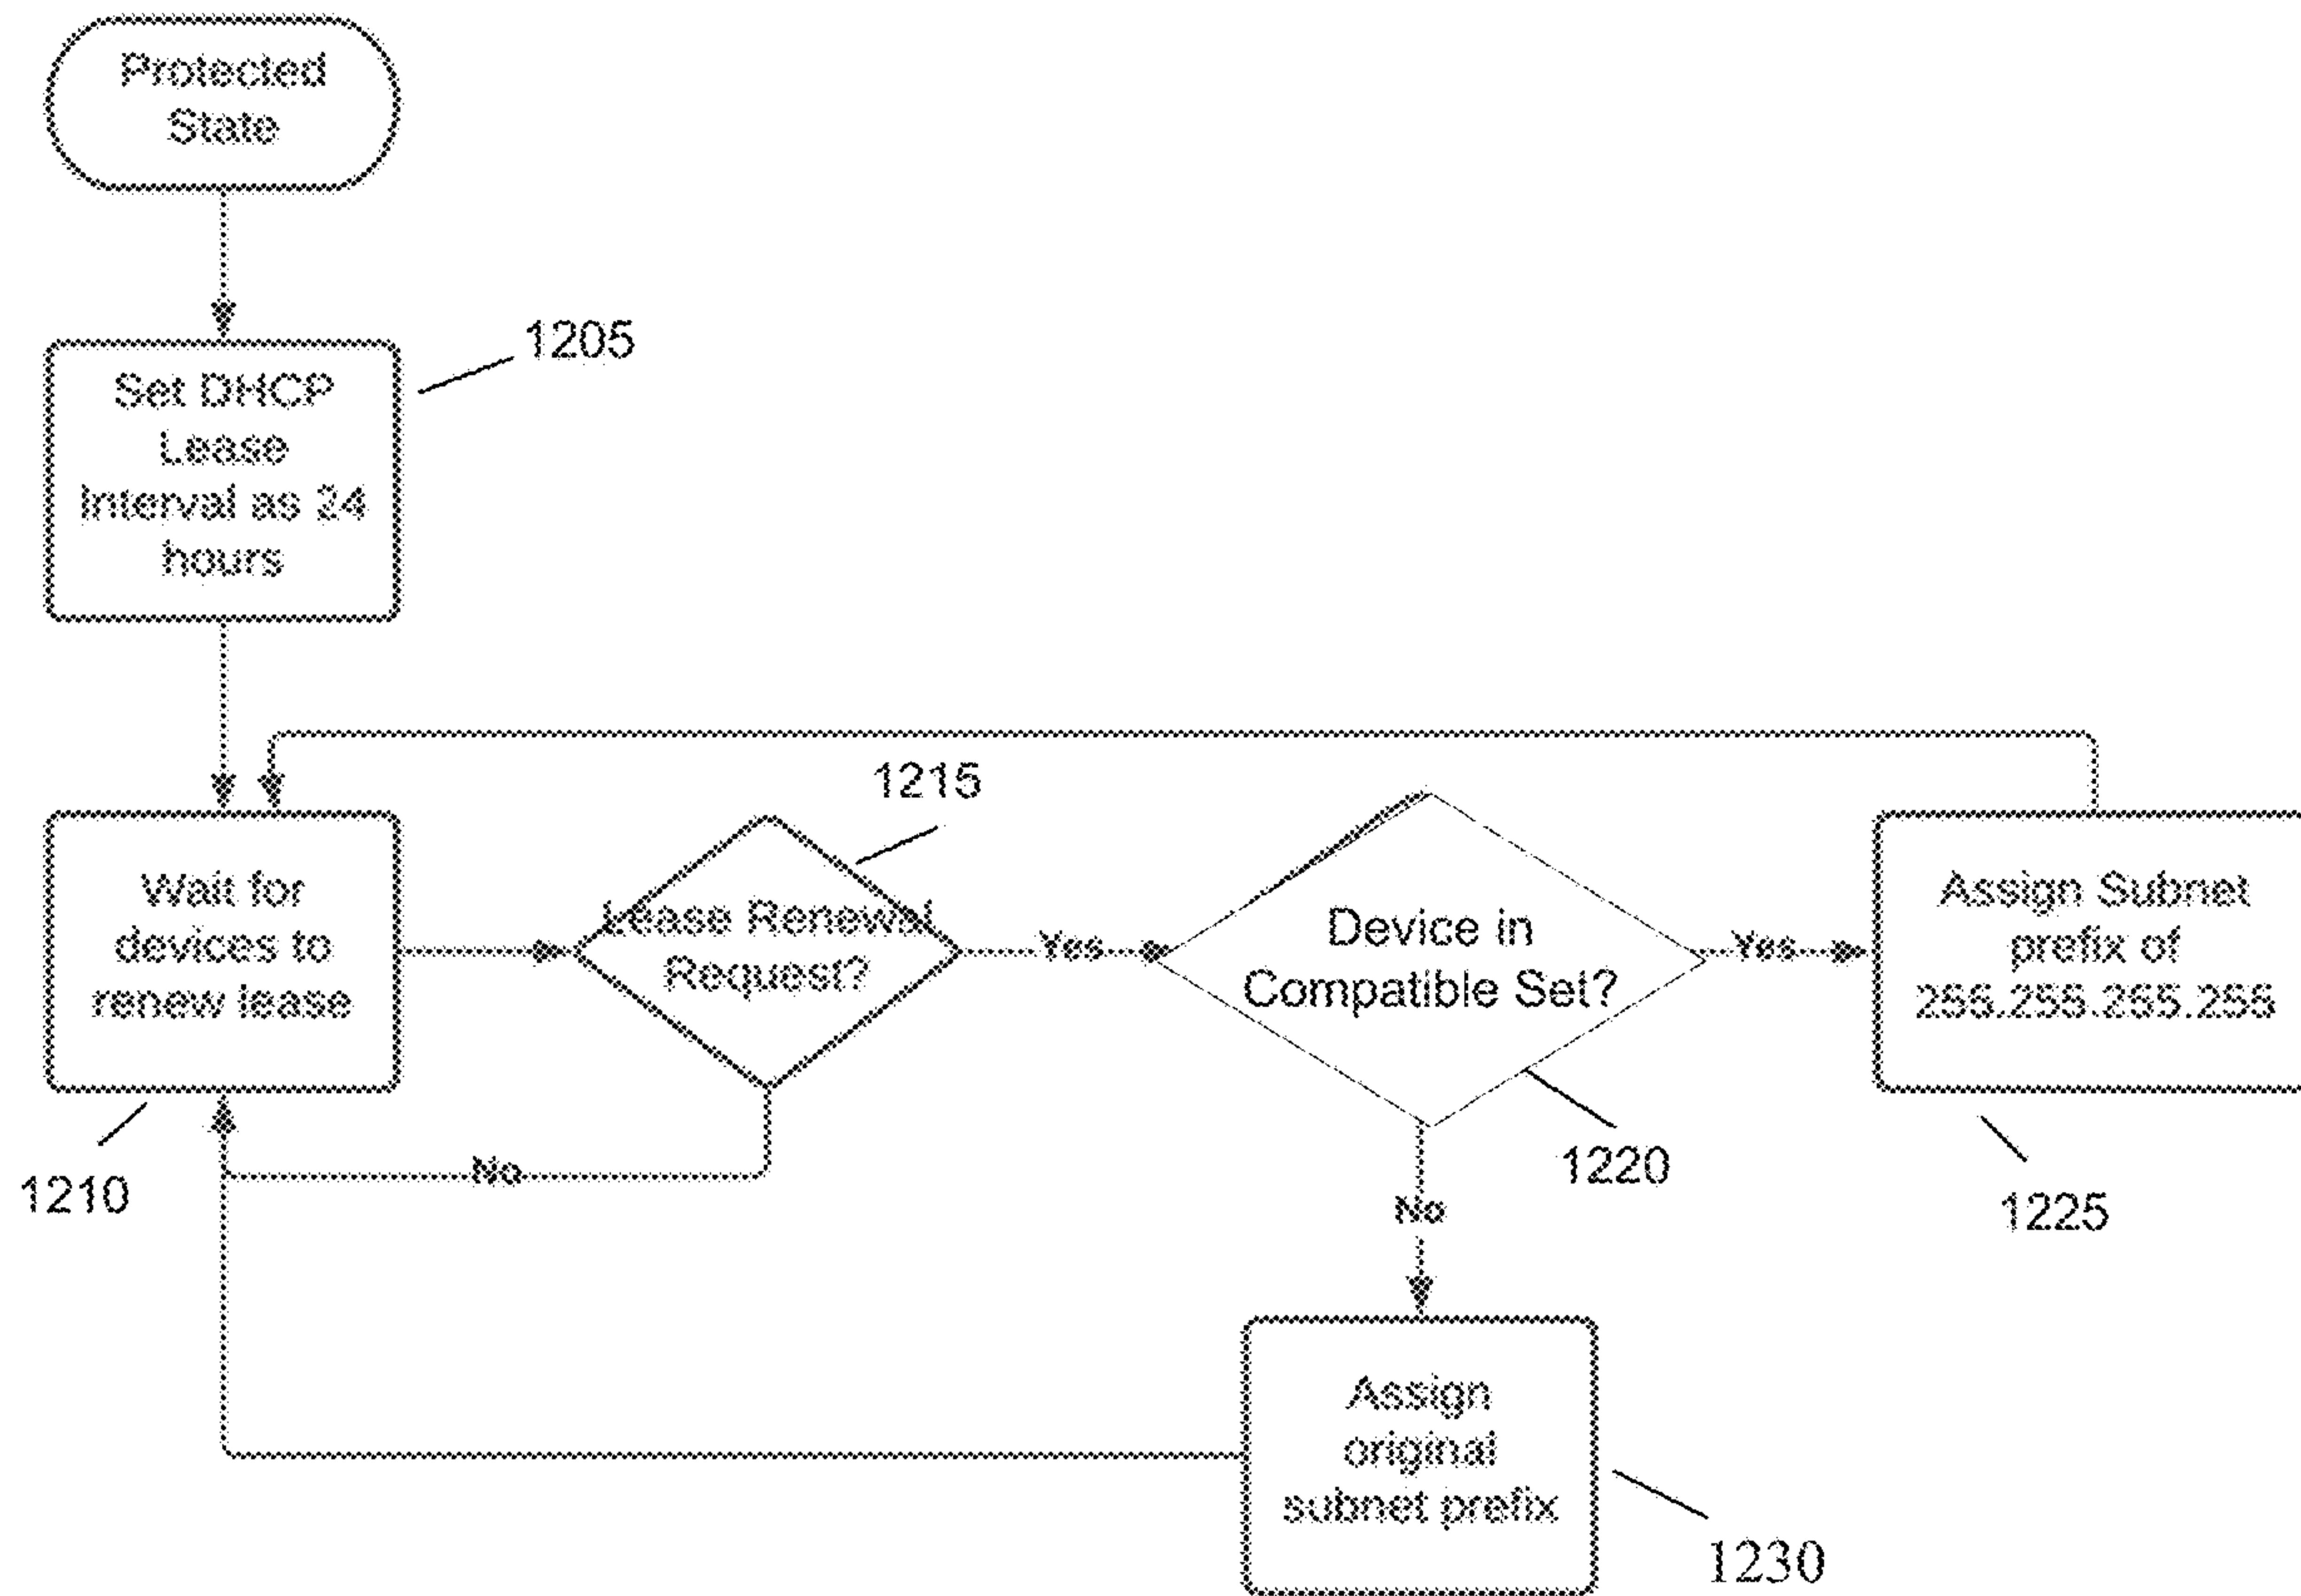 Protected
State
1205
Set DHCP
Lease
Interval as 24
hours
1215
Wait for
devices to
renew lease
Lease Renewal
Request?
Yes
Device in
Compatible Set?
Yes
Assign Subnet
prefix of
255.255.255.255
1210
No
1220
No
1225
Assign
original
subnet prefix
1230